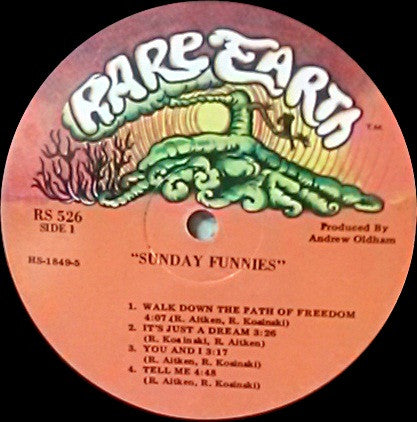 RARE EARTH
T.M.
RS 526
SIDE 1
Produced By
Andrew Oldham
RS-1849-5
"SUNDAY FUNNIES"
1. WALK DOWN THE PATH OF FREEDOM
4:07 (R. Aitken, R. Kosinski)
2. IT'S JUST A DREAM 3:26
(R. Kosinski, R. Aitken)
3. YOU AND I 3:17
(R. Aitken, R. Kosinski)
4. TELL ME 4:48
(R. Aitken, R. Kosinski)